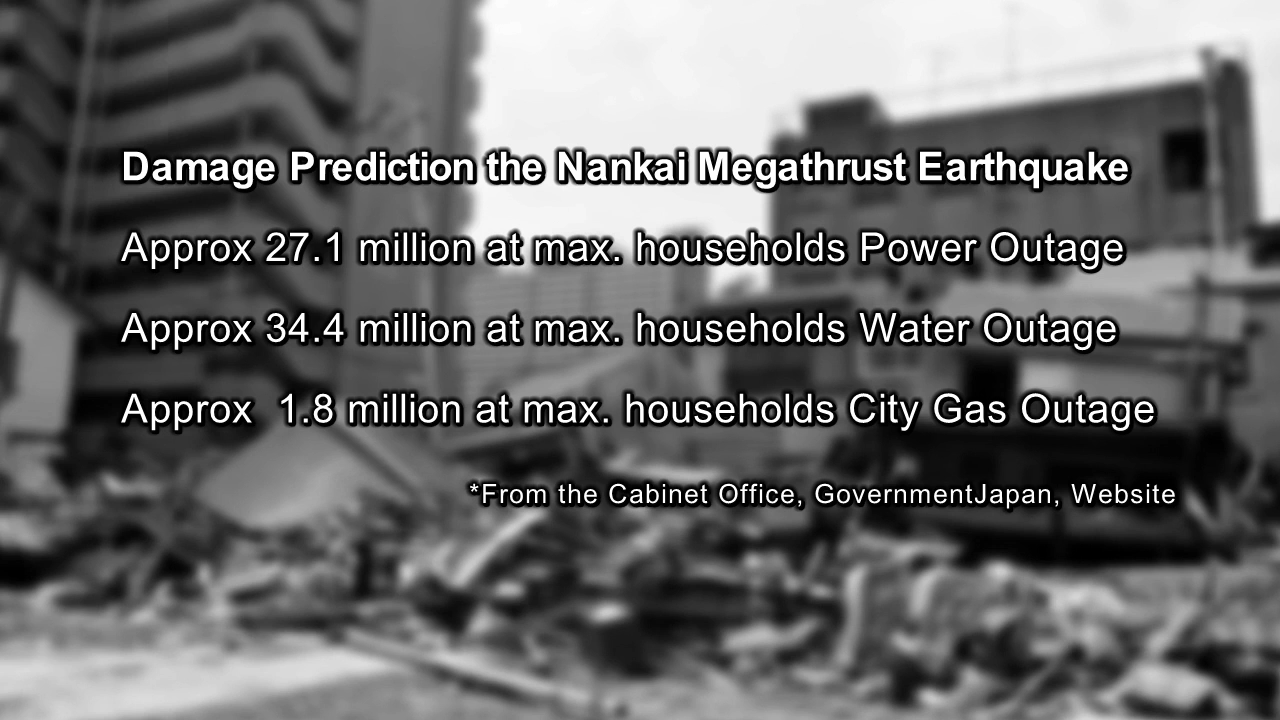 Damage Prediction the Nankai Megathrust Earthquake
Approx 27.1 million at max. households Power Outage
Approx 34.4 million at max. households Water Outage
Approx  1.8 million at max. households City Gas Outage
*From the Cabinet Office, GovernmentJapan, Website